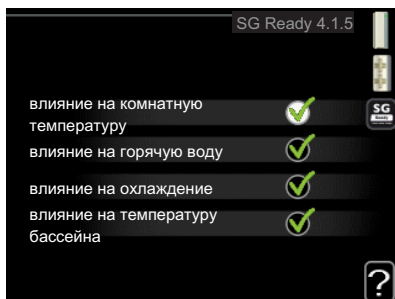 SG Ready 4.1.5
SG
Ready
влияние на комнатную
температуру
влияние на горячую воду
влияние на охлаждение
влияние на температуру
бассейна
?